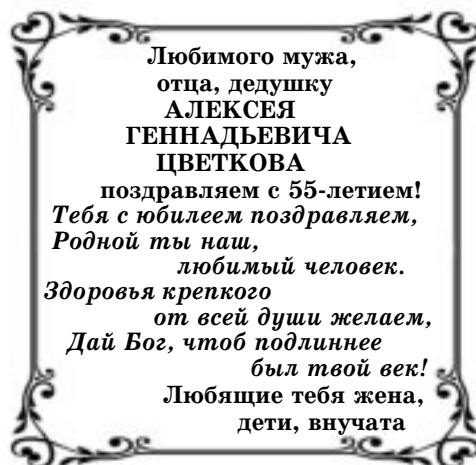 Любимого мужа,
отца, дедушку
АЛЕКСЕЯ
ГЕННАДЬЕВИЧА
ЦВЕТКОВА
поздравляем с 55-летием!
Тебя с юбилеем поздравляем,
Родной ты наш,
любимый человек.
Здоровья крепкого
от всей души желаем,
Дай Бог, чтоб подлиннее
был твой век!
Любящие тебя жена,
дети, внучата